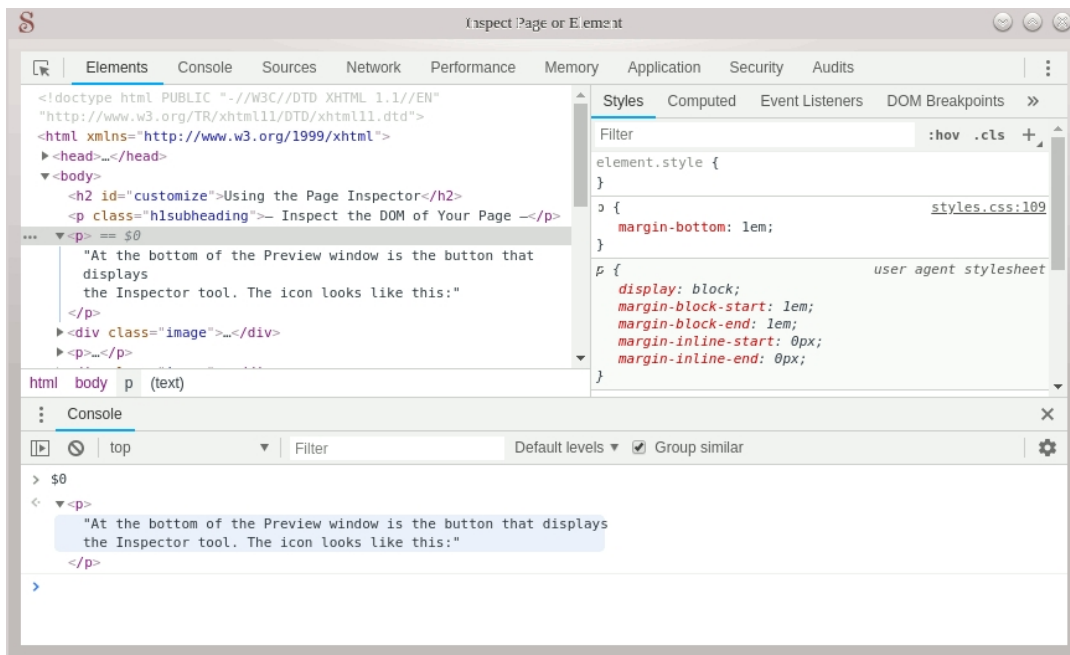 S
Inspect Page or Element
Elements Console Sources Network Performance Memory Application Security Audits
<!doctype html PUBLIC "-//W3C//DTD XHTML 1.1//EN"
"http://www.w3.org/TR/xhtml11/DTD/xhtml11.dtd">
<html xmlns="http://www.w3.org/1999/xhtml">
▶<head>…</head>
▼<body>
<h2 id="customize">Using the Page Inspector</h2>
<p class="h1subheading">— Inspect the DOM of Your Page —</p>
… ▼<p> == $0
"At the bottom of the Preview window is the button that
displays
the Inspector tool. The icon looks like this:"
</p>
▶<div class="image">…</div>
▶<p>…</p>
html body p (text)
Styles Computed Event Listeners DOM Breakpoints »
Filter :hov .cls +
element.style {
}
p { styles.css:109
margin-bottom: 1em;
}
p { user agent stylesheet
display: block;
margin-block-start: 1em;
margin-block-end: 1em;
margin-inline-start: 0px;
margin-inline-end: 0px;
}
Console
top ▼ Filter Default levels ▼ Group similar
> $0
▼<p>
"At the bottom of the Preview window is the button that displays
the Inspector tool. The icon looks like this:"
</p>
>